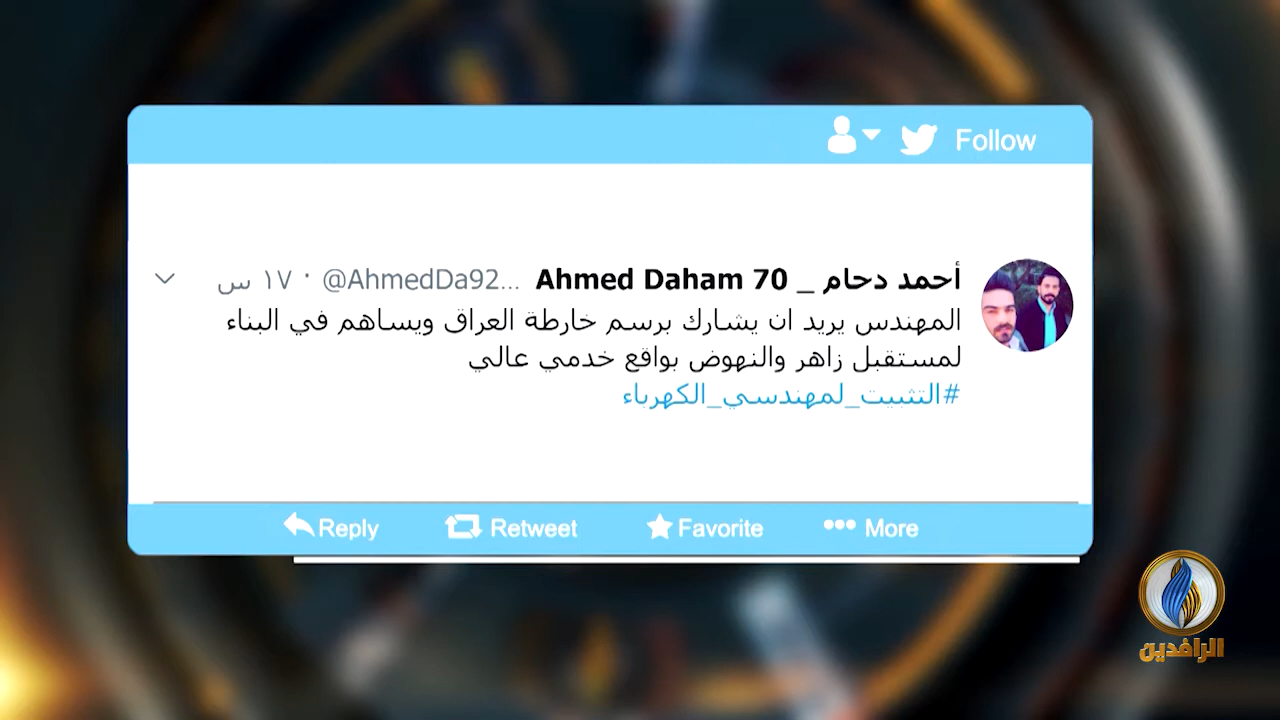 Follow
أحمد دحام _ Ahmed Daham 70 @AhmedDa92... · ١٧ س
المهندس يريد ان يشارك برسم خارطة العراق ويساهم في البناء
لمستقبل زاهر والنهوض بواقع خدمي عالي
#التثبيت_لمهندسي_الكهرباء
Reply Retweet Favorite More
الرافدين